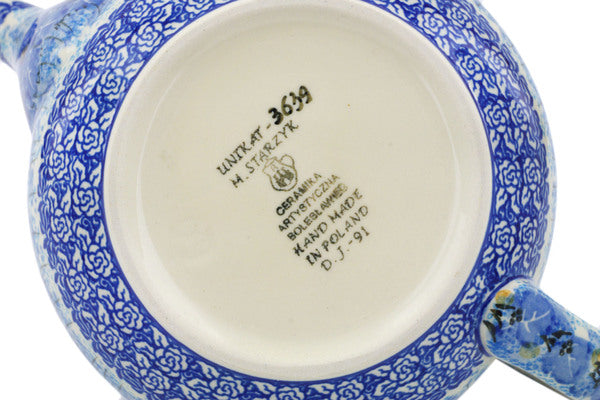 UNIKAT-3639
M. STARZYK
CERAMIKA
ARTYSTYCZNA
BOLESŁAWIEC
HAND MADE
IN POLAND
D.J.-91